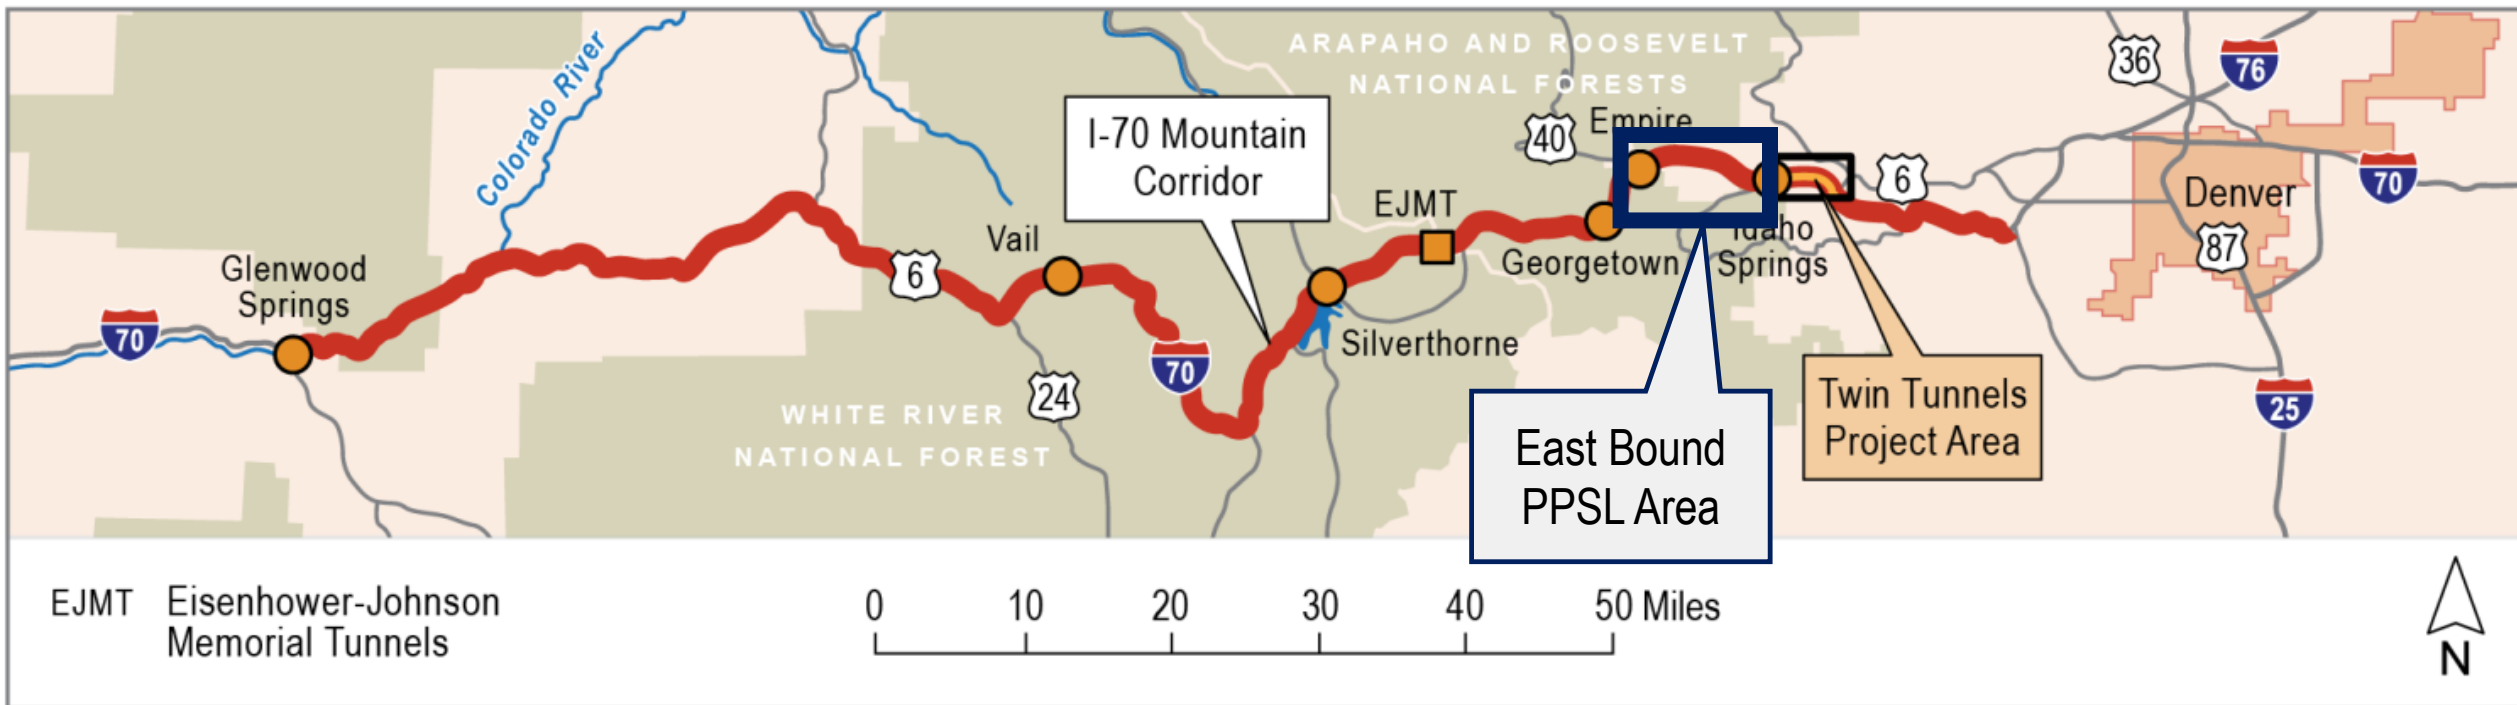 Colorado River
ARAPAHO AND ROOSEVELT
NATIONAL FORESTS
36
76
I-70 Mountain
Corridor
40
Empire
6
70
Denver
87
EJMT
Vail
Georgetown
Idaho
Springs
Glenwood
Springs
6
70
Silverthorne
70
24
WHITE RIVER
NATIONAL FOREST
Twin Tunnels
Project Area
25
East Bound
PPSL Area
EJMT Eisenhower-Johnson
Memorial Tunnels
0 10 20 30 40 50 Miles
N